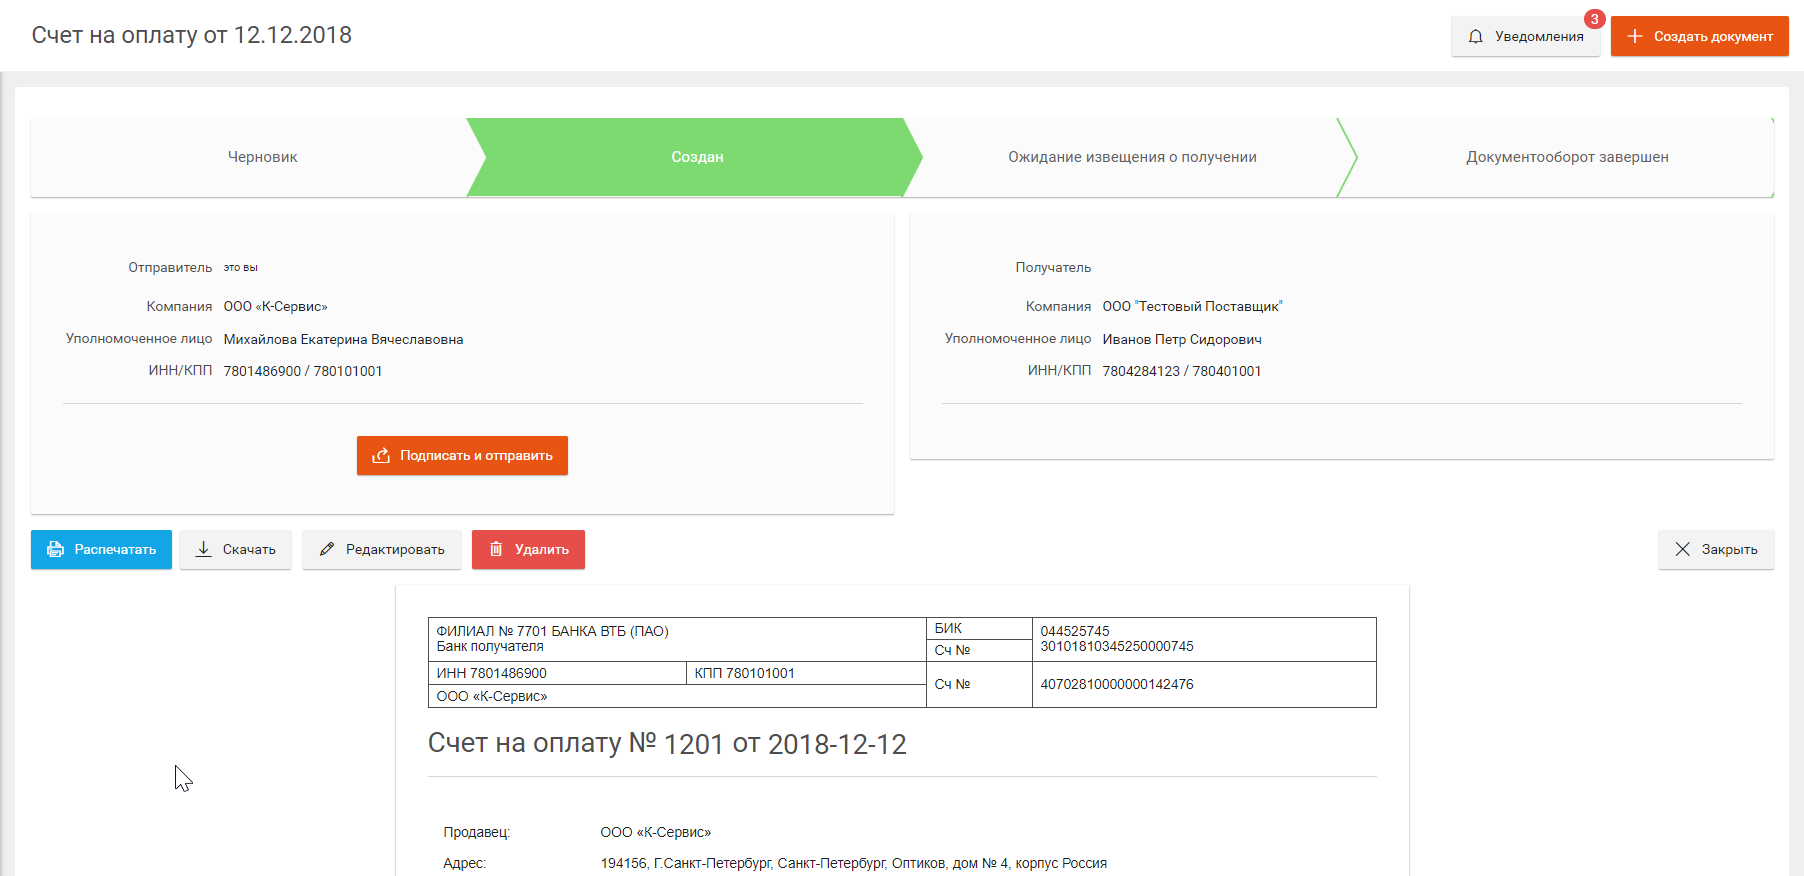 Счет на оплату от 12.12.2018
Уведомления
3
Создать документ
Черновик
Создан
Ожидание извещения о получении
Документооборот завершен
Отправитель это вы
Компания ООО «К-Сервис»
Уполномоченное лицо Михайлова Екатерина Вячеславовна
ИНН/КПП 7801486900 / 780101001
Подписать и отправить
Получатель
Компания ООО "Тестовый Поставщик"
Уполномоченное лицо Иванов Петр Сидорович
ИНН/КПП 7804284123 / 780401001
Распечатать
Скачать
Редактировать
Удалить
Закрыть
ФИЛИАЛ № 7701 БАНКА ВТБ (ПАО)
Банк получателя
БИК
Сч №
044525745
30101810345250000745
ИНН 7801486900
КПП 780101001
ООО «К-Сервис»
Сч №
40702810000000142476
Счет на оплату № 1201 от 2018-12-12
Продавец: ООО «К-Сервис»
Адрес: 194156, Г.Санкт-Петербург, Санкт-Петербург, Оптиков, дом № 4, корпус Россия